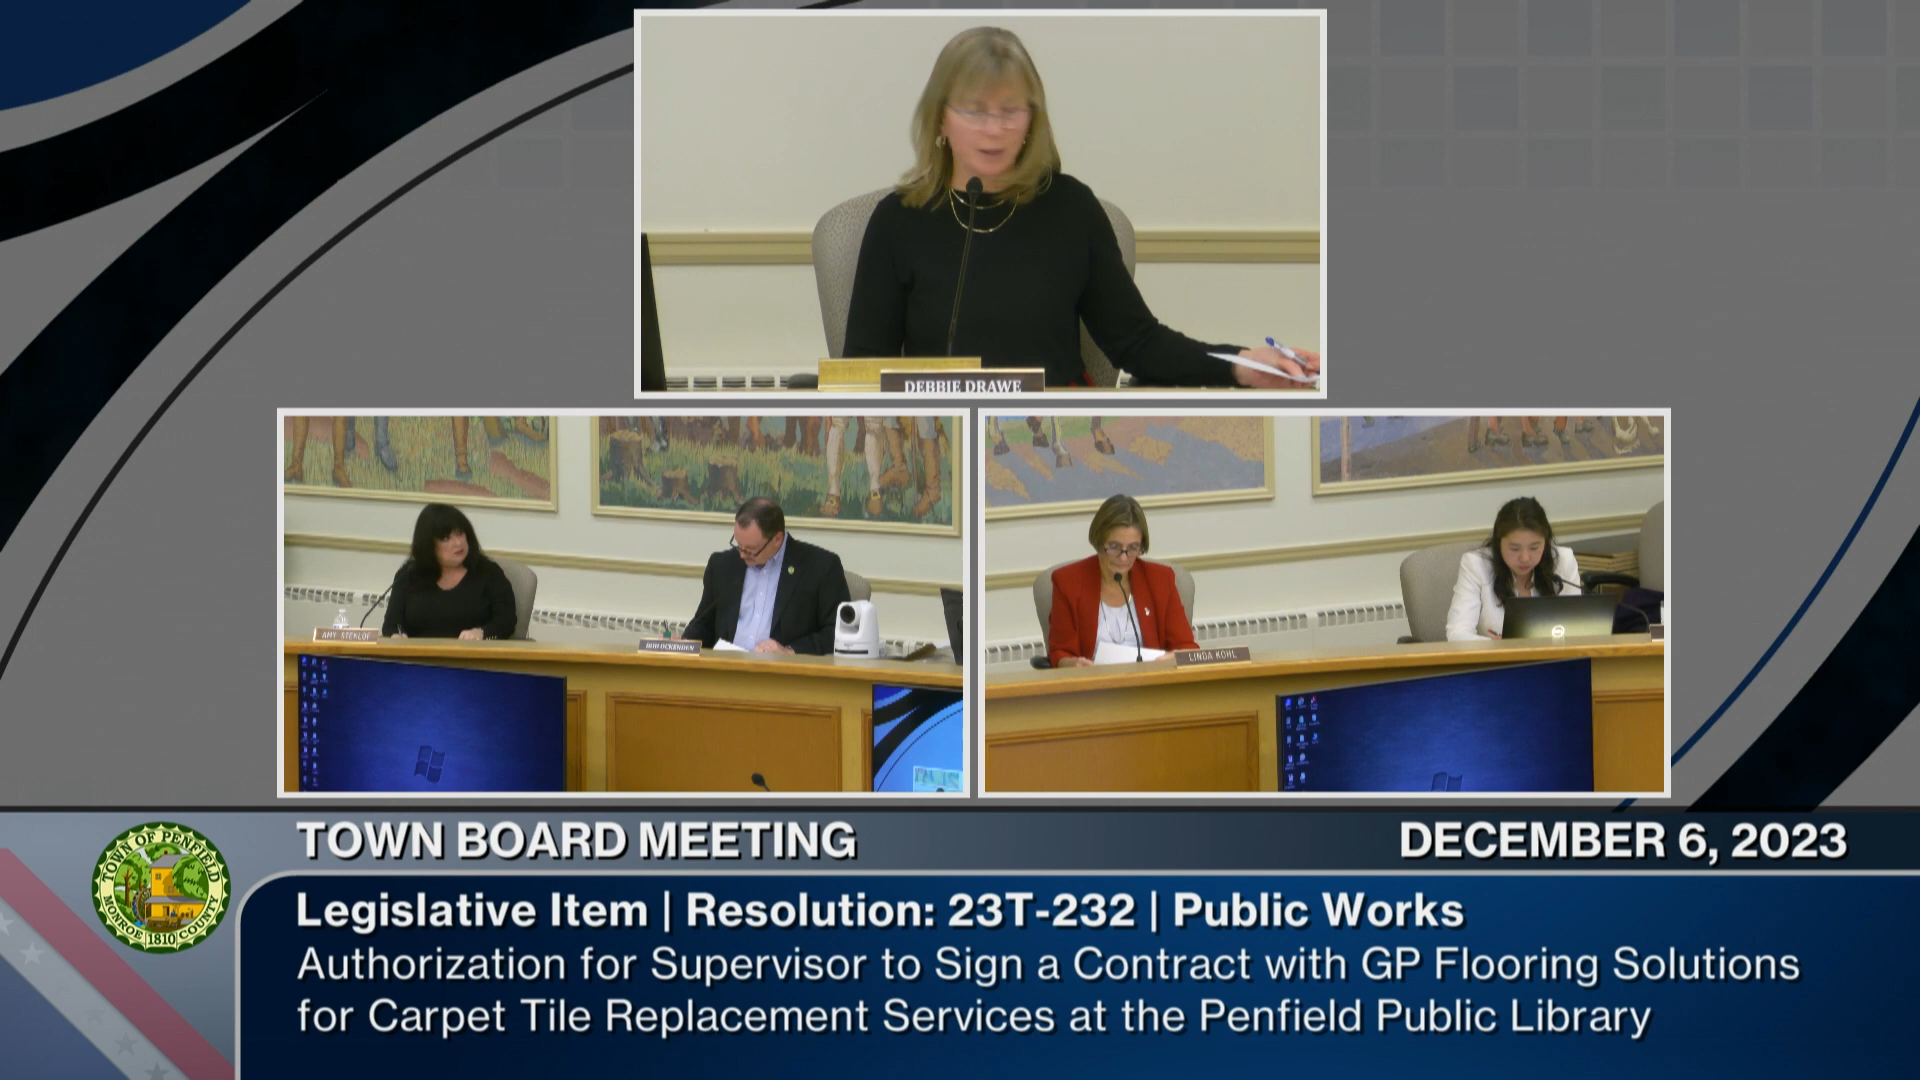 DEBBIE DRAWE
AMY STEKLOF
BOB OCKENDEN
LINDA KOHL
TOWN BOARD MEETING
DECEMBER 6, 2023
TOWN OF PENFIELD
MONROE COUNTY
1810
Legislative Item | Resolution: 23T-232 | Public Works
Authorization for Supervisor to Sign a Contract with GP Flooring Solutions
for Carpet Tile Replacement Services at the Penfield Public Library